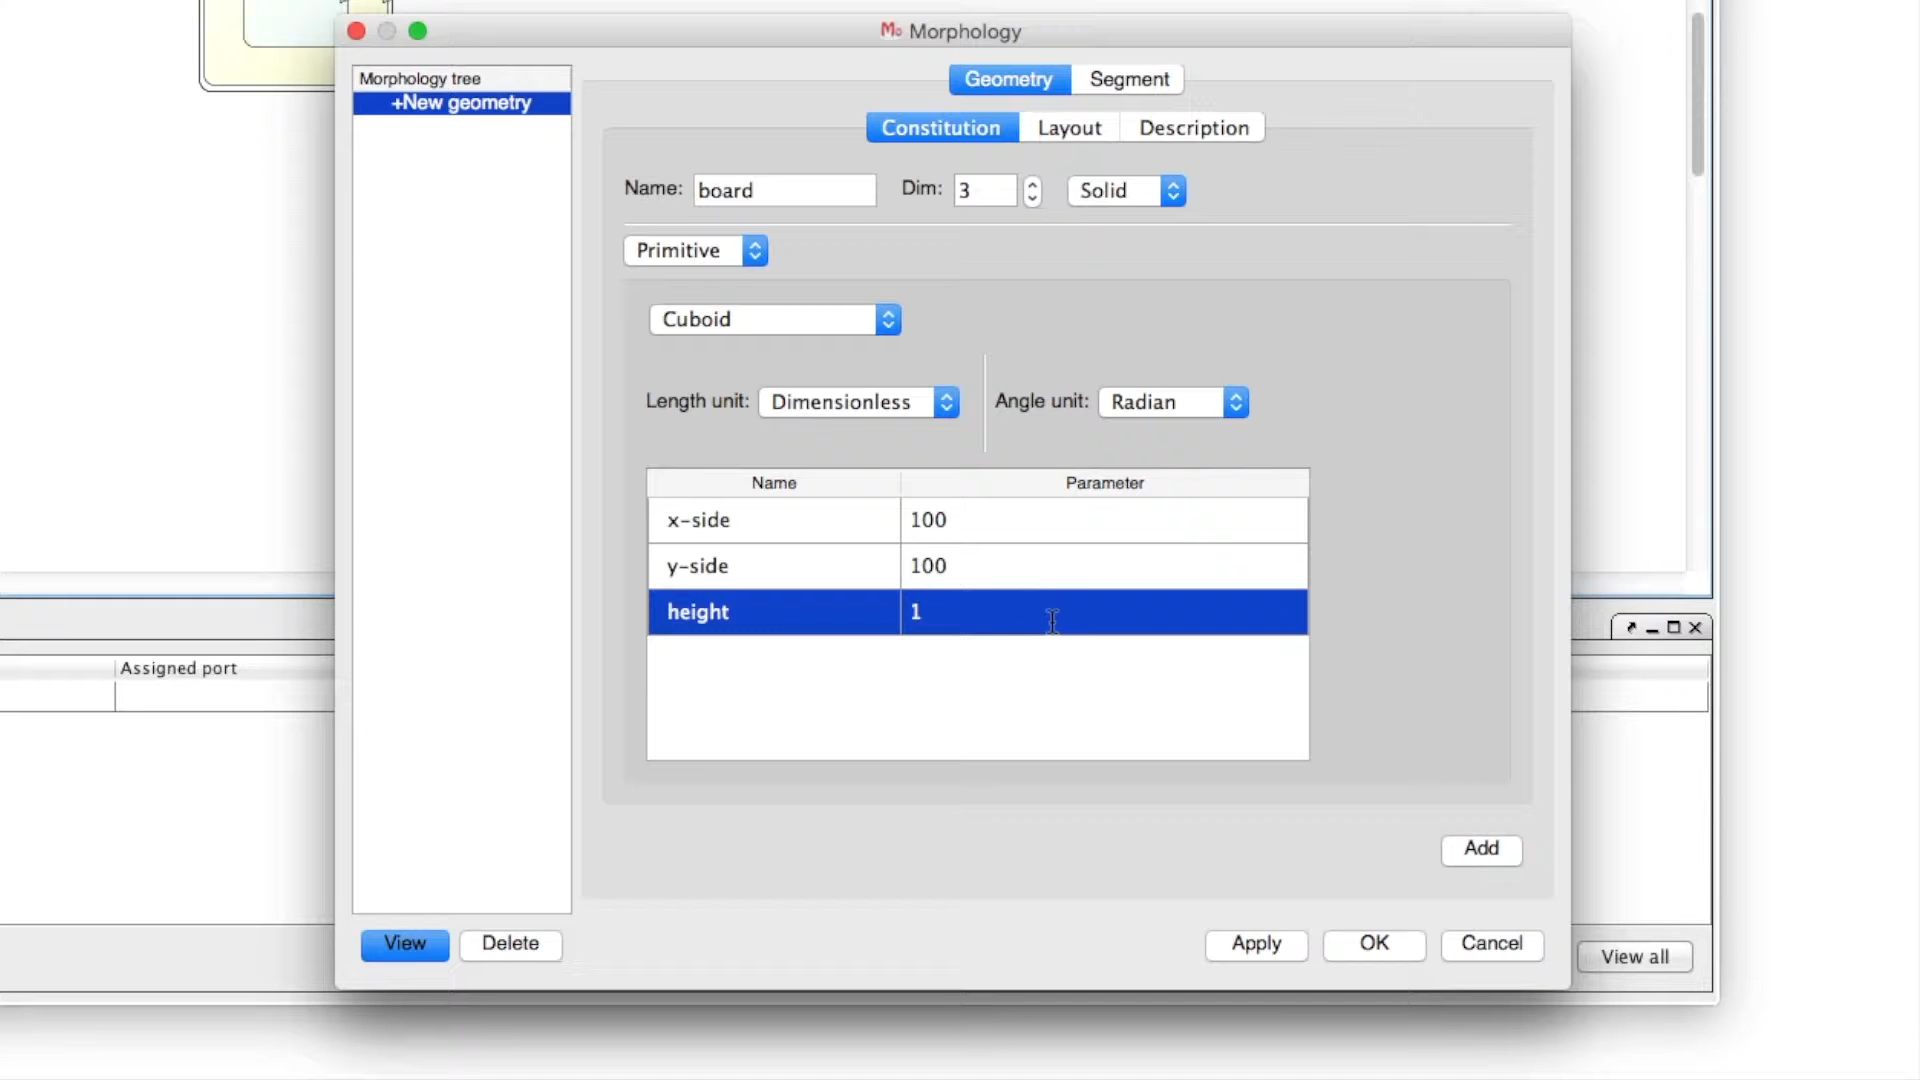 Mo Morphology
Morphology tree
+New geometry
Geometry Segment
Constitution Layout Description
Name: board Dim: 3 Solid
Primitive
Cuboid
Length unit: Dimensionless Angle unit: Radian
Name Parameter
x-side 100
y-side 100
height 1
Assigned port
Add
View Delete Apply OK Cancel
View all